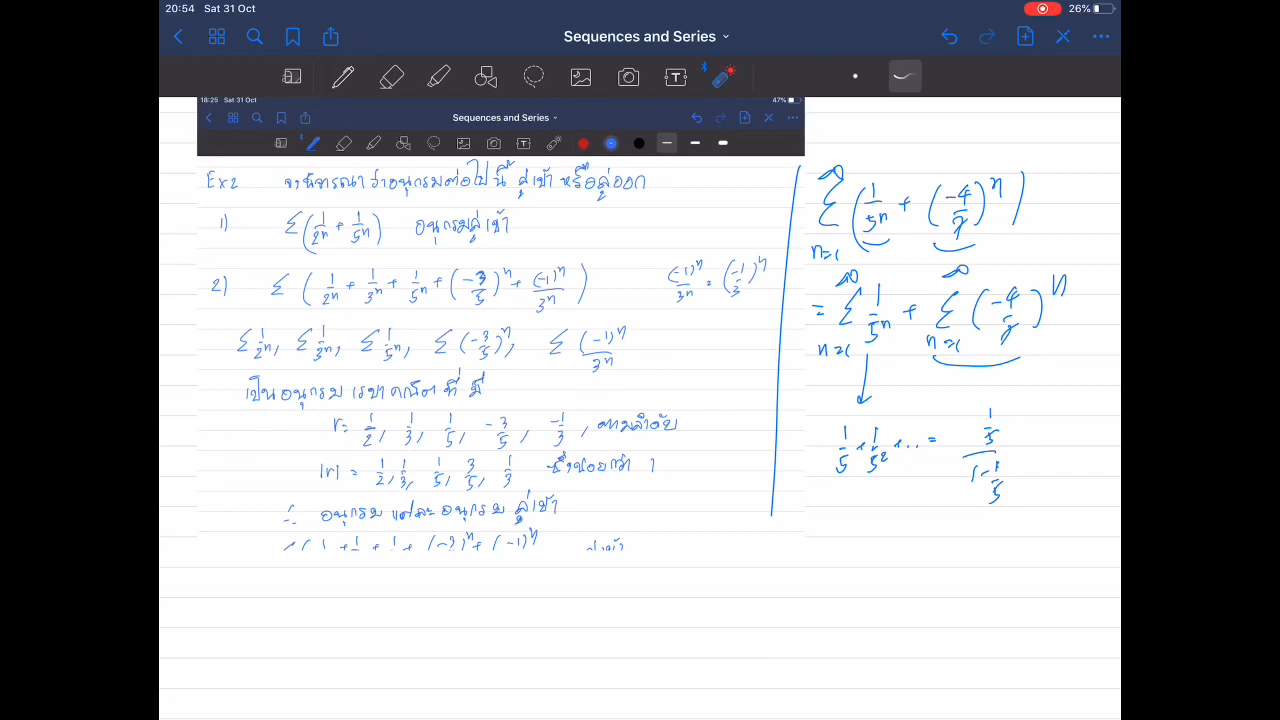 20:54 Sat 31 Oct 26%
Sequences and Series
18:25 Sat 31 Oct 47%
Sequences and Series
Ex2 จงพิจารณาว่าอนุกรมต่อไปนี้ ลู่เข้า หรือลู่ออก
1) Σ(1/2ⁿ + 1/5ⁿ) อนุกรมลู่เข้า
2) Σ(1/2ⁿ + 1/3ⁿ + 1/5ⁿ + (-3/5)ⁿ + (-1)ⁿ/3ⁿ) (-1)ⁿ/3ⁿ = (-1/3)ⁿ
Σ 1/2ⁿ, Σ 1/3ⁿ, Σ 1/5ⁿ, Σ (-3/5)ⁿ, Σ (-1)ⁿ/3ⁿ
เป็นอนุกรม เรขาคณิตที่ มี
r = 1/2, 1/3, 1/5, -3/5, -1/3, ตามลำดับ
|r| = 1/2, 1/3, 1/5, 3/5, 1/3 ซึ่งน้อยกว่า 1
∴ อนุกรม แต่ละ อนุกรม ลู่เข้า
ลู่เข้า
∞
Σ (1/5ⁿ + (-4/7)ⁿ)
n=1
∞ ∞
= Σ 1/5ⁿ + Σ (-4/7)ⁿ
n=1 n=1
1/5 + 1/5² + ... = (1/5)/(1-1/5)